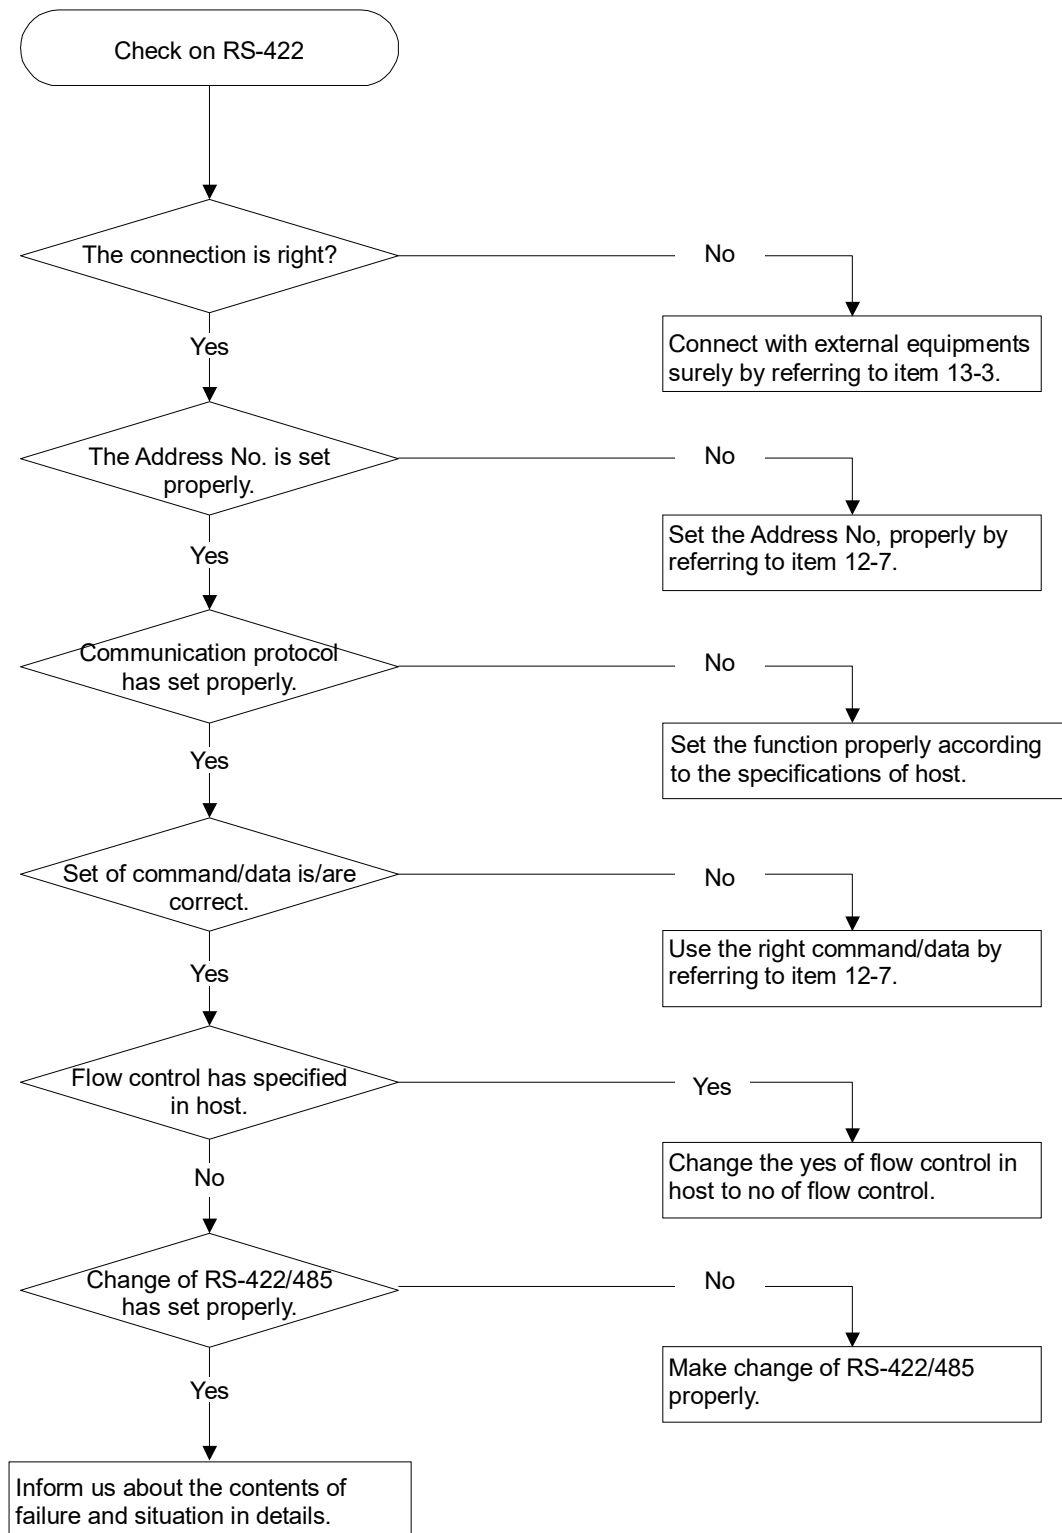 Check on RS-422
The connection is right?
No
Connect with external equipments
surely by referring to item 13-3.
Yes
The Address No. is set
properly.
No
Set the Address No, properly by
referring to item 12-7.
Yes
Communication protocol
has set properly.
No
Set the function properly according
to the specifications of host.
Yes
Set of command/data is/are
correct.
No
Use the right command/data by
referring to item 12-7.
Yes
Flow control has specified
in host.
Yes
Change the yes of flow control in
host to no of flow control.
No
Change of RS-422/485
has set properly.
No
Make change of RS-422/485
properly.
Yes
Inform us about the contents of
failure and situation in details.